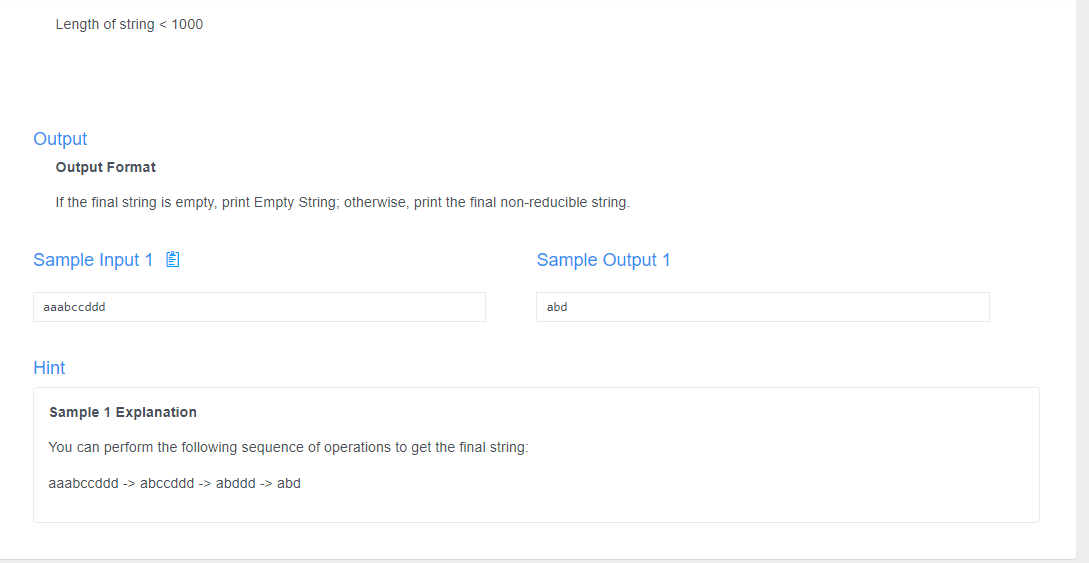 Length of string < 1000
Output
Output Format
If the final string is empty, print Empty String; otherwise, print the final non-reducible string.
Sample Input 1
Sample Output 1
aaabccddd
abd
Hint
Sample 1 Explanation
You can perform the following sequence of operations to get the final string:
aaabccddd -> abccddd -> abddd -> abd